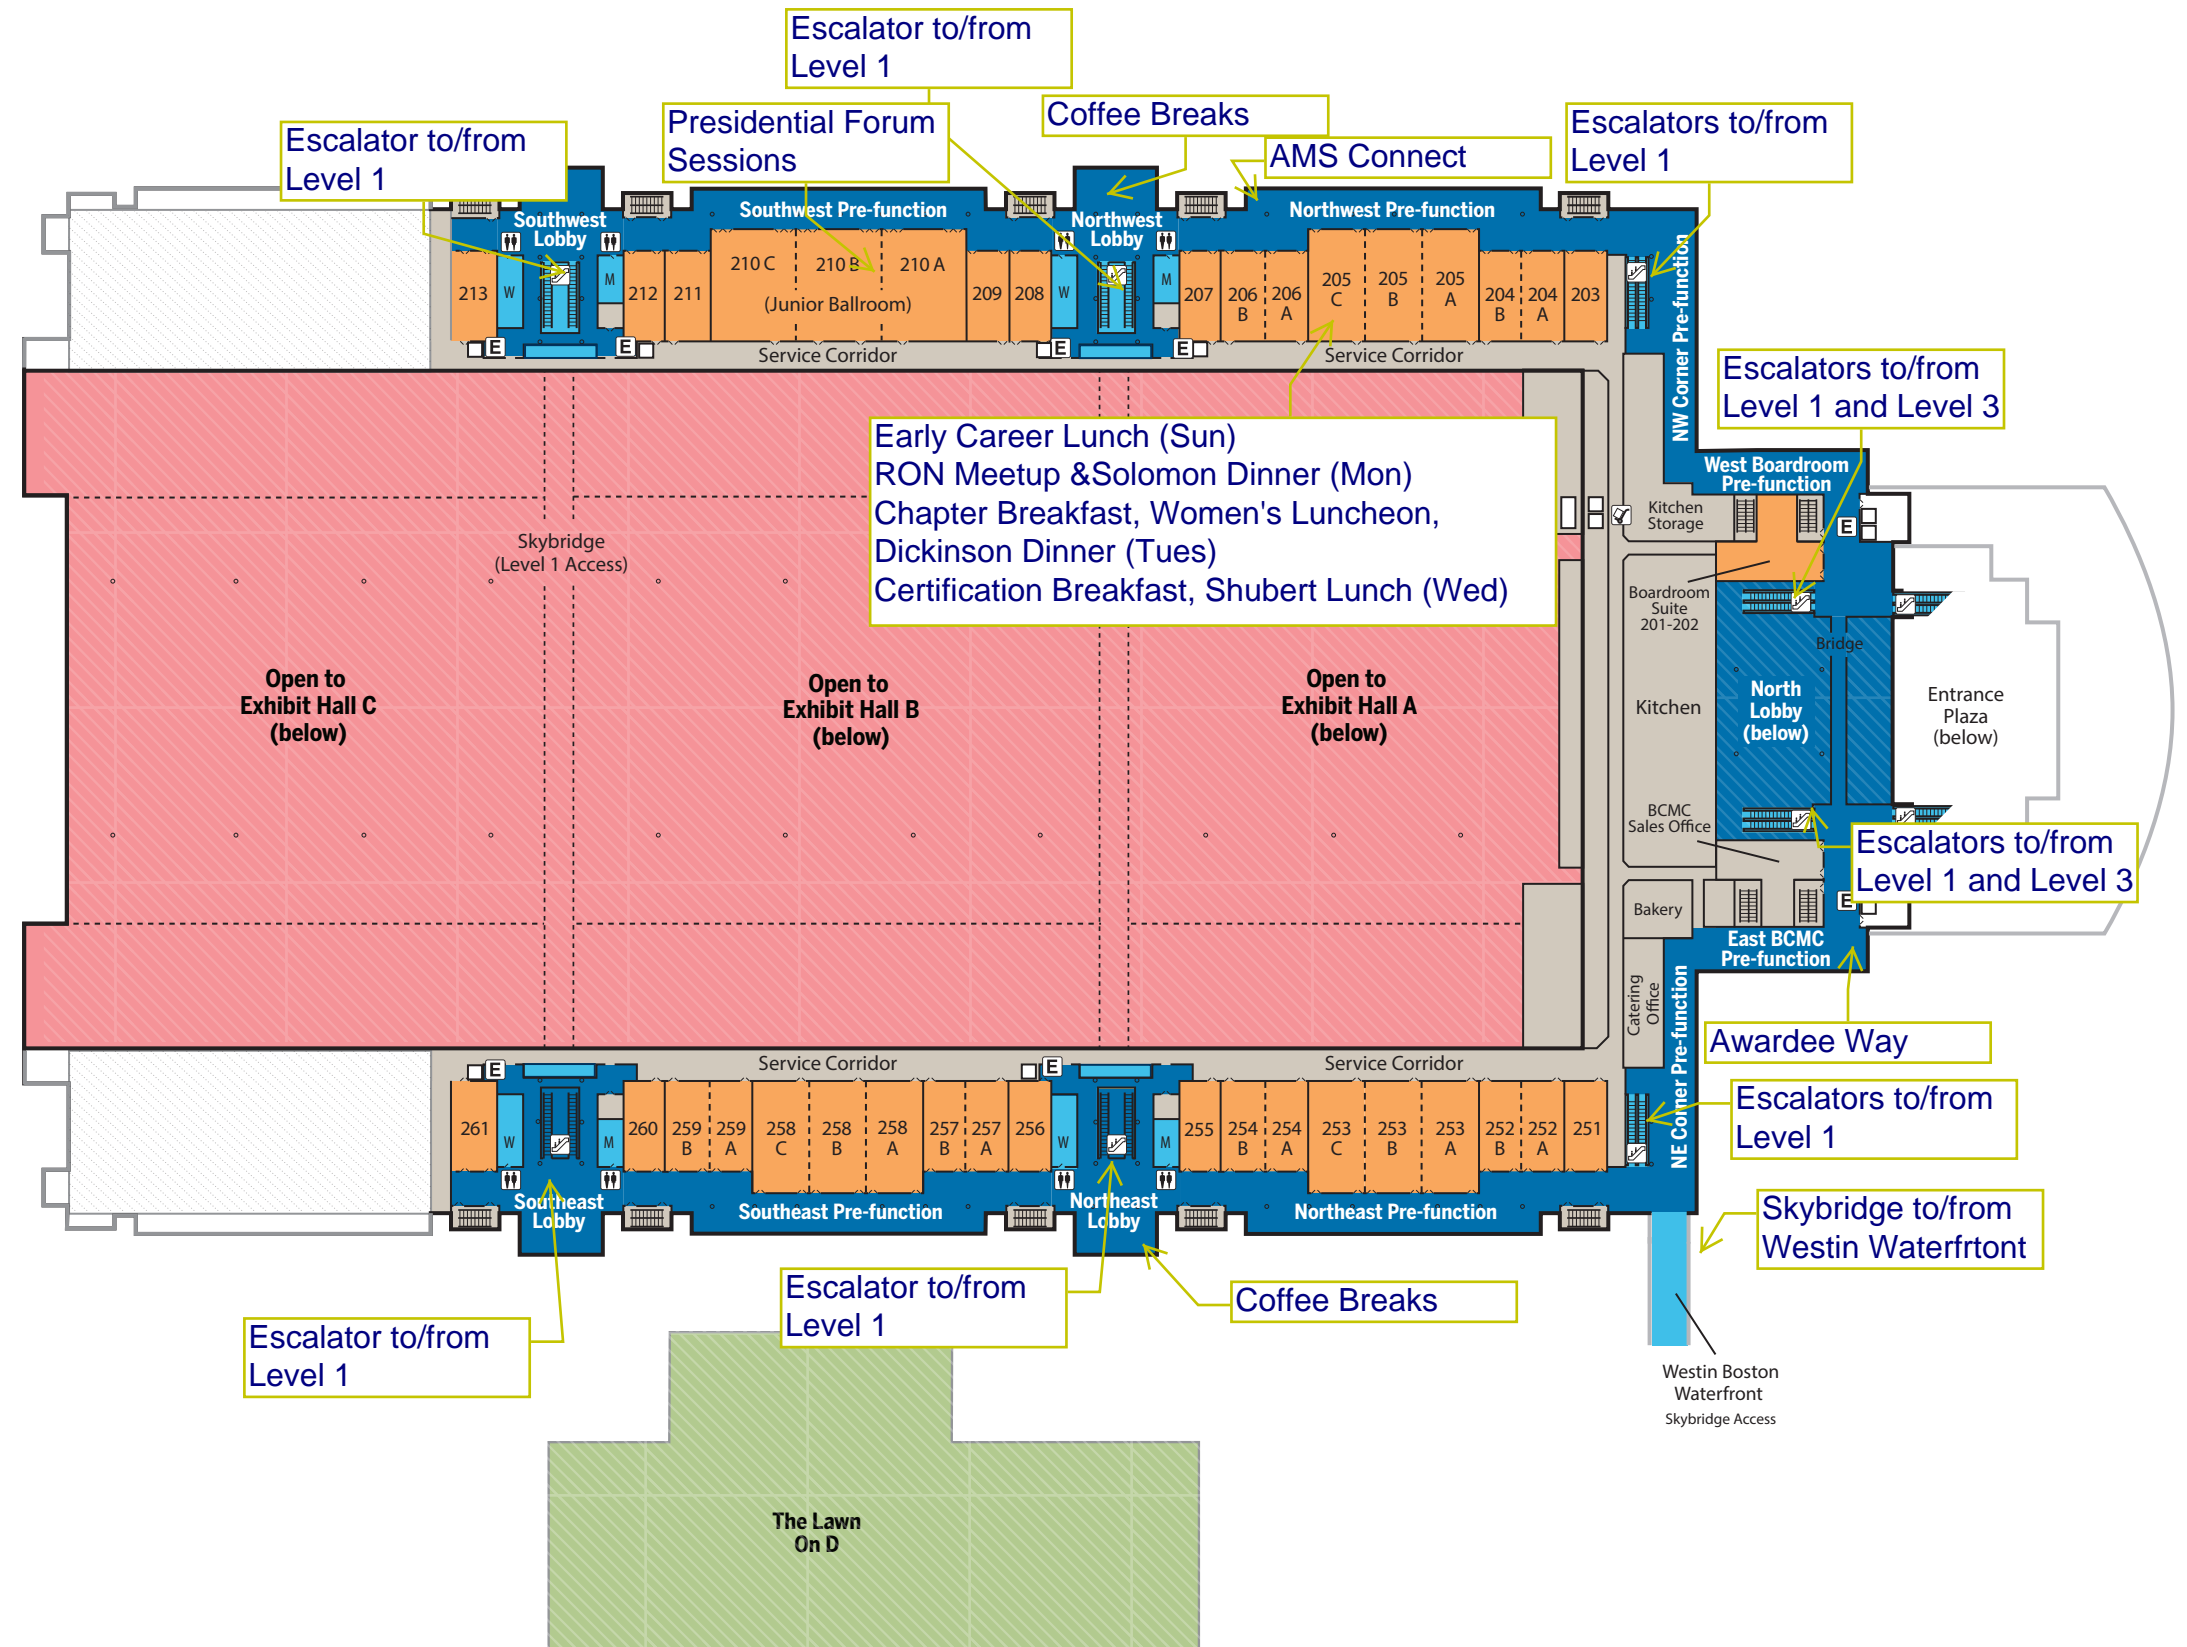 Escalator to/from
Level 1
Escalator to/from
Level 1
Presidential Forum
Sessions
Coffee Breaks
AMS Connect
Escalators to/from
Level 1
Southwest
Lobby
Southwest Pre-function
Northwest
Lobby
Northwest Pre-function
NW Corner Pre-function
213
W
M
212
211
210 C
210 B
210 A
(Junior Ballroom)
209
208
W
M
207
206
B
206
A
205
C
205
B
205
A
204
B
204
A
203
E
E
Service Corridor
E
E
Service Corridor
Escalators to/from
Level 1 and Level 3
Early Career Lunch (Sun)
RON Meetup &Solomon Dinner (Mon)
Chapter Breakfast, Women's Luncheon,
Dickinson Dinner (Tues)
Certification Breakfast, Shubert Lunch (Wed)
West Boardroom
Pre-function
Kitchen
Storage
E
Skybridge
(Level 1 Access)
Boardroom
Suite
201-202
Bridge
Open to
Exhibit Hall C
(below)
Open to
Exhibit Hall B
(below)
Open to
Exhibit Hall A
(below)
Kitchen
North
Lobby
(below)
Entrance
Plaza
(below)
BCMC
Sales Office
Escalators to/from
Level 1 and Level 3
E
Bakery
East BCMC
Pre-function
Catering
Office
NE Corner Pre-function
Awardee Way
E
Service Corridor
E
Service Corridor
Escalators to/from
Level 1
261
W
M
260
259
B
259
A
258
C
258
B
258
A
257
B
257
A
256
W
M
255
254
B
254
A
253
C
253
B
253
A
252
B
252
A
251
Southeast
Lobby
Southeast Pre-function
Northeast
Lobby
Northeast Pre-function
Skybridge to/from
Westin Waterfrtont
Escalator to/from
Level 1
Coffee Breaks
Escalator to/from
Level 1
Westin Boston
Waterfront
Skybridge Access
The Lawn
On D